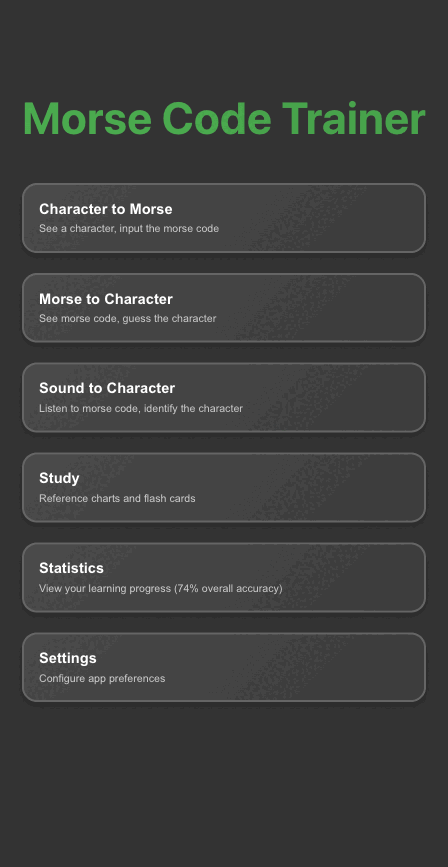 Morse Code Trainer
Character to Morse
See a character, input the morse code
Morse to Character
See morse code, guess the character
Sound to Character
Listen to morse code, identify the character
Study
Reference charts and flash cards
Statistics
View your learning progress (74% overall accuracy)
Settings
Configure app preferences